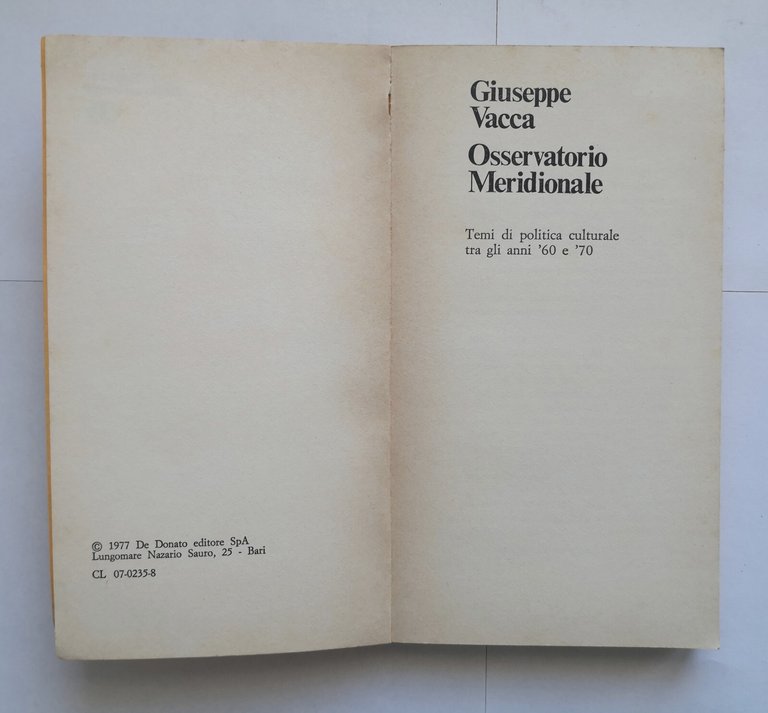 © 1977 De Donato editore SpA
Lungomare Nazario Sauro, 25 - Bari
CL 07-0235-8
Giuseppe
Vacca
Osservatorio
Meridionale
Temi di politica culturale
tra gli anni '60 e '70